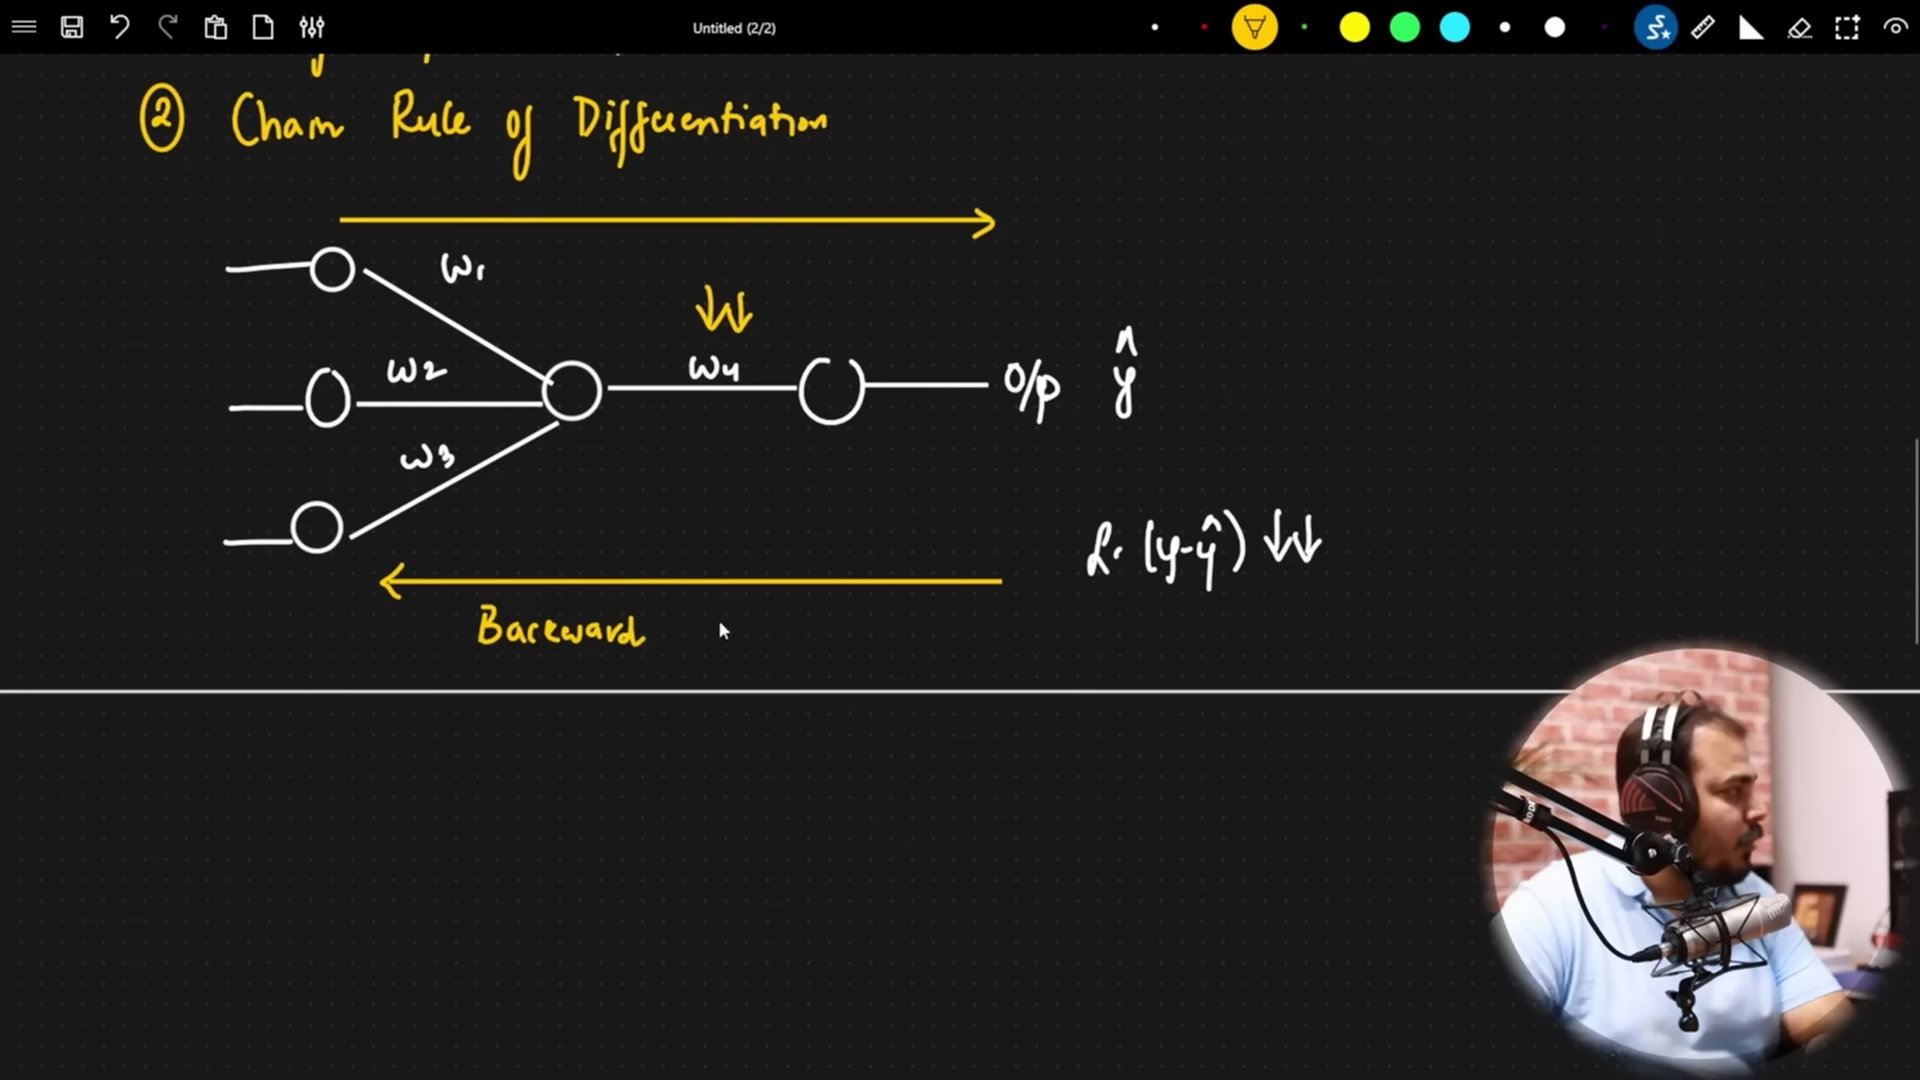 Untitled (2/2)
② Chain Rule of Differentiation
w₁
w₂
w₄
O/p ŷ
w₃
L. (y-ŷ) ↓↓
Backward